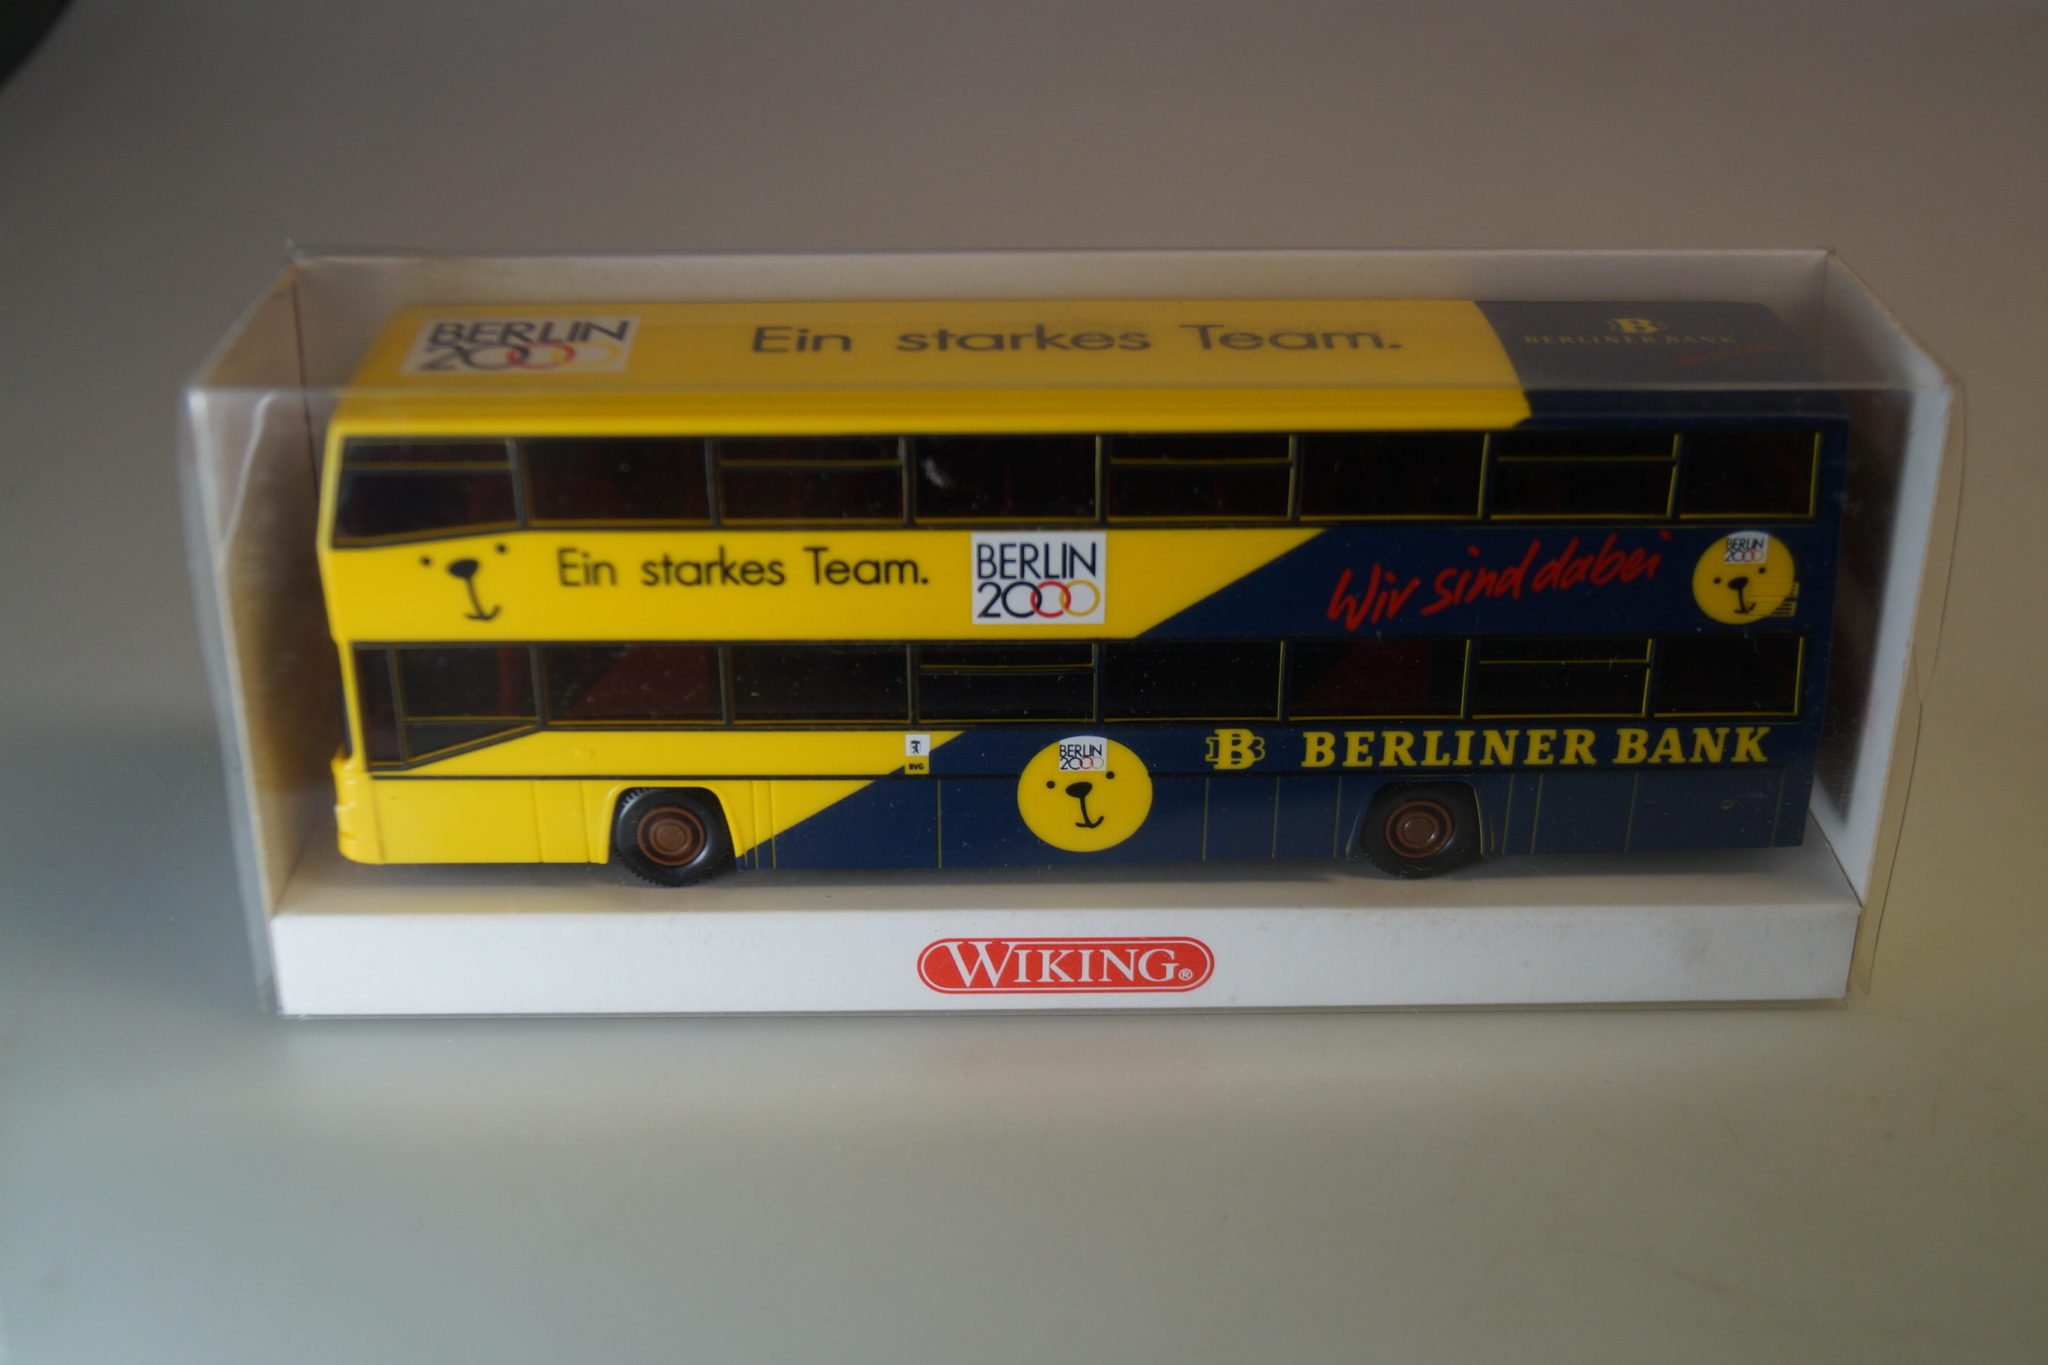 BERLIN
2000
Ein starkes Team.
B
BERLINER BANK
Ein starkes Team.
BERLIN
2000
Wir sind dabei
BERLIN
2000
BVG
BERLIN
2000
B BERLINER BANK
WIKING®